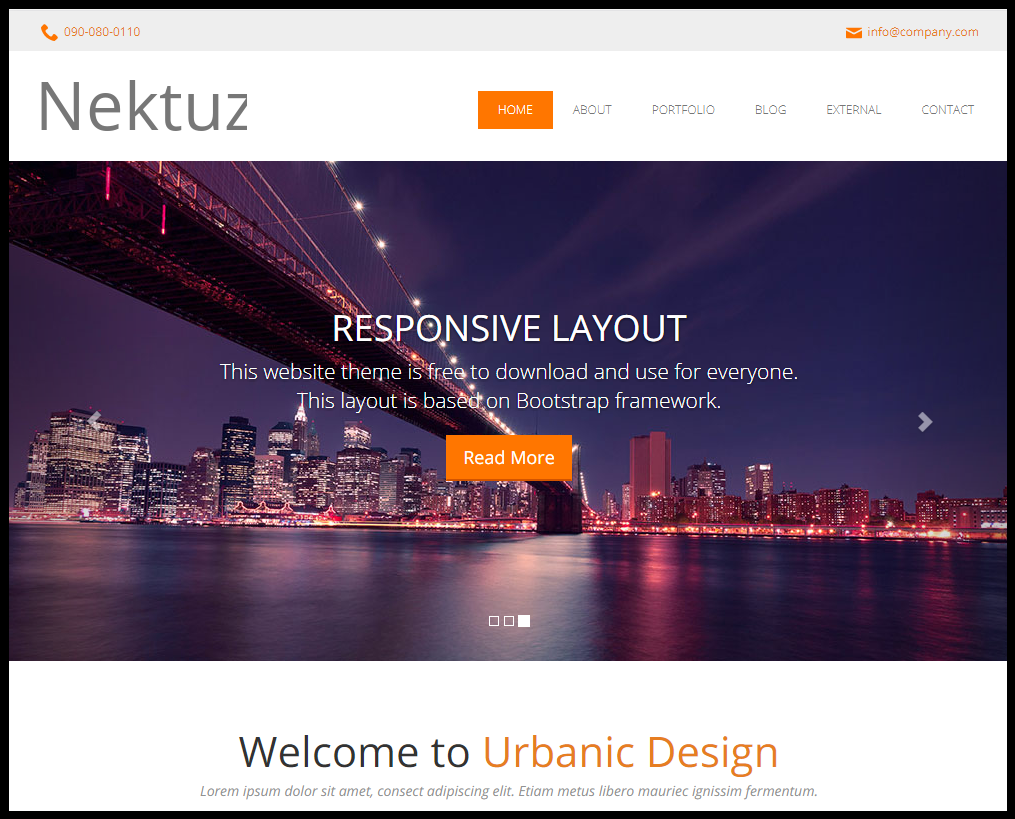 090-080-0110
info@company.com
Nektuz
HOME ABOUT PORTFOLIO BLOG EXTERNAL CONTACT
RESPONSIVE LAYOUT
This website theme is free to download and use for everyone.
This layout is based on Bootstrap framework.
Read More
Welcome to Urbanic Design
Lorem ipsum dolor sit amet, consect adipiscing elit. Etiam metus libero mauriec ignissim fermentum.